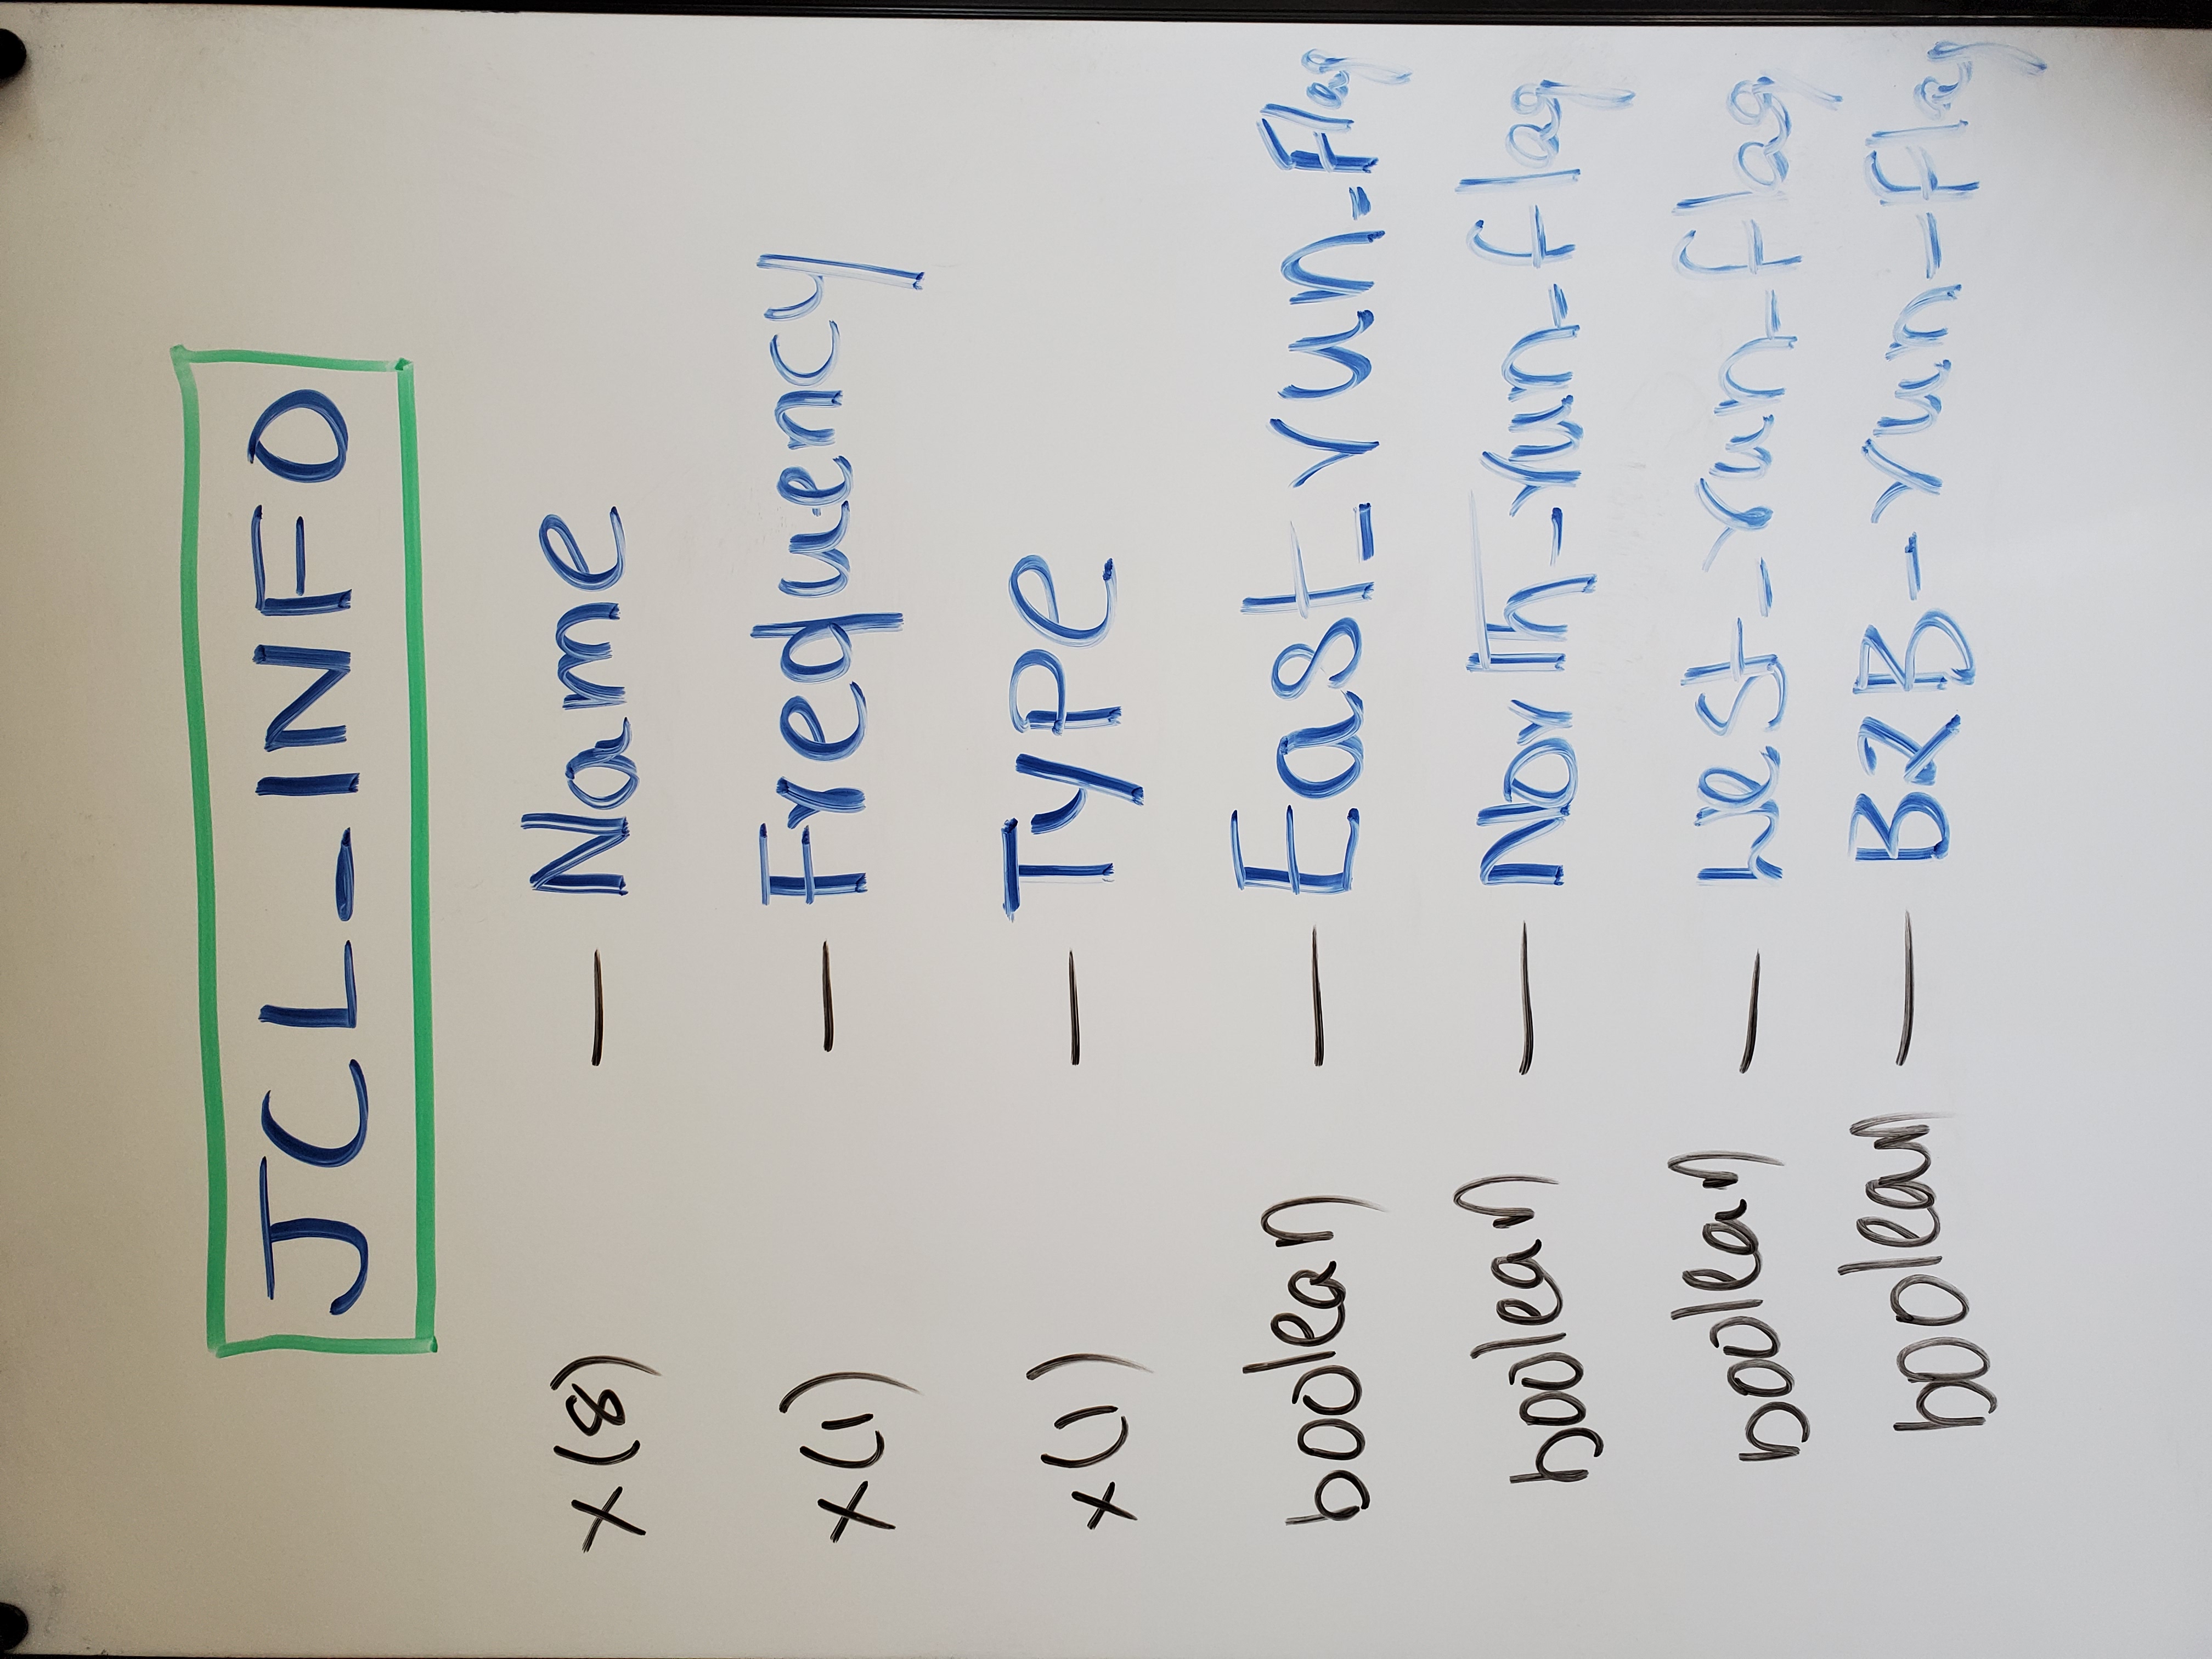 JCL_INFO
X(8) — Name
X(1) — Frequency
X(1) — Type
boolean — East_run_Flag
boolean — North_run_flag
boolean — West_run_flag
boolean — B2B_run_flag